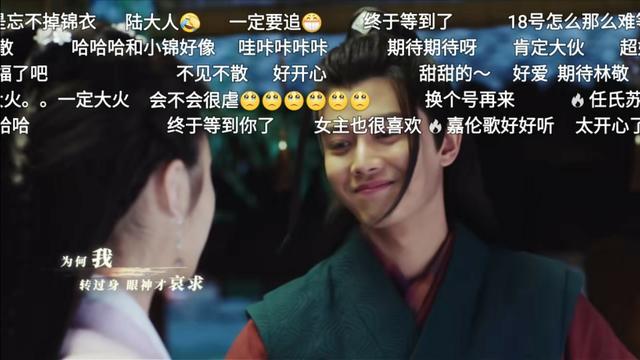 是忘不掉锦衣 陆大人 一定要追 终于等到了 18号怎么那么难等
散 哈哈哈和小锦好像 哇咔咔咔咔 期待期待呀 肯定大伙 超
福了吧 不见不散 好开心 甜甜的～ 好爱 期待林敬
大火。。一定大火 会不会很虐 换个号再来 任氏苏
哈哈 终于等到你了 女主也很喜欢 嘉伦歌好好听 太开心了
为何 我
转过身 眼神才哀求